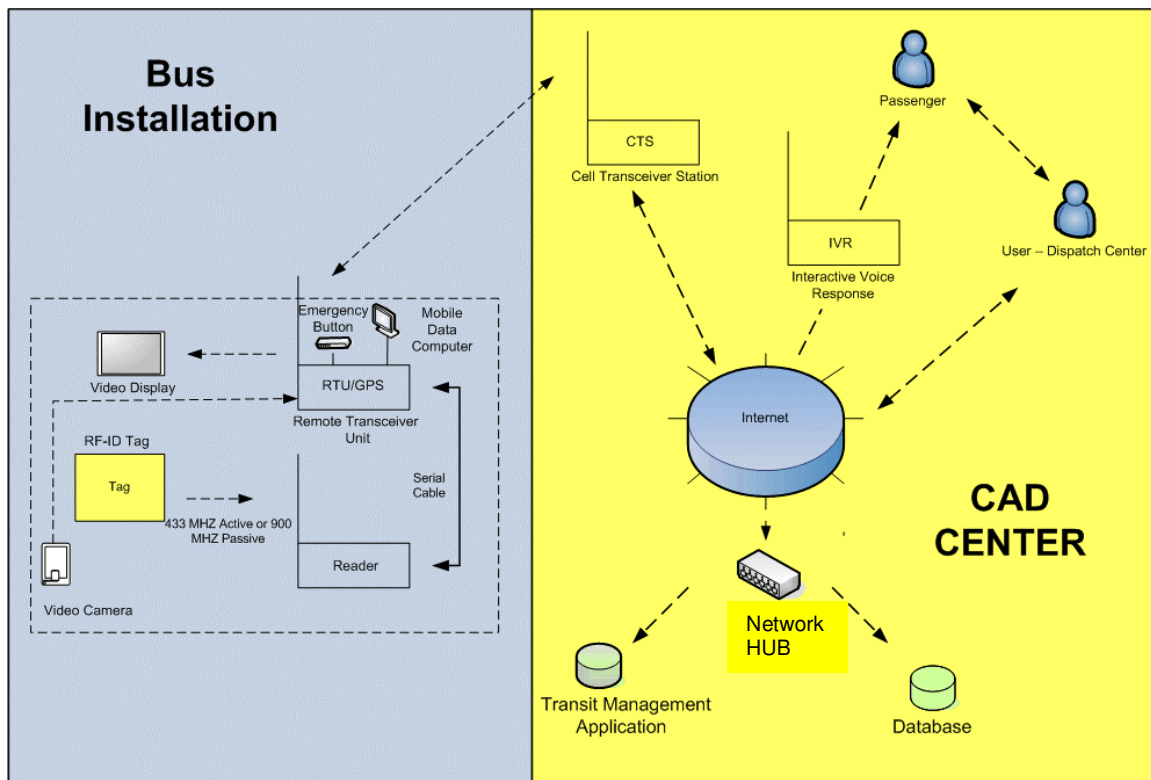 Bus
Installation
Emergency
Button
Mobile
Data
Computer
Video Display
RTU/GPS
Remote Transceiver
Unit
RF-ID Tag
Tag
433 MHZ Active or 900
MHZ Passive
Serial
Cable
Reader
Video Camera
CTS
Cell Transceiver Station
Passenger
IVR
Interactive Voice
Response
User – Dispatch Center
Internet
CAD
CENTER
Network
HUB
Transit Management
Application
Database